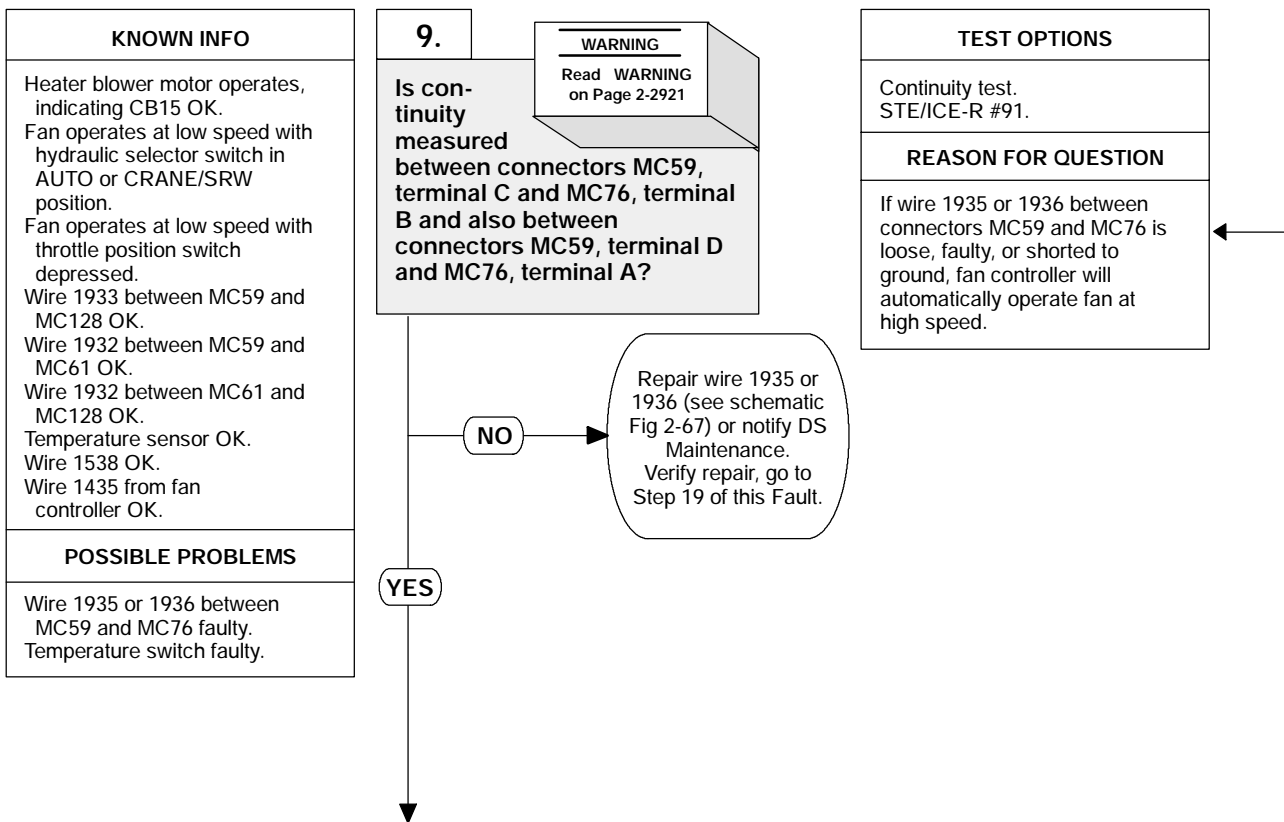 KNOWN INFO
Heater blower motor operates,
indicating CB15 OK.
Fan operates at low speed with
hydraulic selector switch in
AUTO or CRANE/SRW
position.
Fan operates at low speed with
throttle position switch
depressed.
Wire 1933 between MC59 and
MC128 OK.
Wire 1932 between MC59 and
MC61 OK.
Wire 1932 between MC61 and
MC128 OK.
Temperature sensor OK.
Wire 1538 OK.
Wire 1435 from fan
controller OK.
POSSIBLE PROBLEMS
Wire 1935 or 1936 between
MC59 and MC76 faulty.
Temperature switch faulty.
9.
WARNING
Read WARNING
on Page 2-2921
Is con-
tinuity
measured
between connectors MC59,
terminal C and MC76, terminal
B and also between
connectors MC59, terminal D
and MC76, terminal A?
NO
Repair wire 1935 or
1936 (see schematic
Fig 2-67) or notify DS
Maintenance.
Verify repair, go to
Step 19 of this Fault.
YES
TEST OPTIONS
Continuity test.
STE/ICE-R #91.
REASON FOR QUESTION
If wire 1935 or 1936 between
connectors MC59 and MC76 is
loose, faulty, or shorted to
ground, fan controller will
automatically operate fan at
high speed.